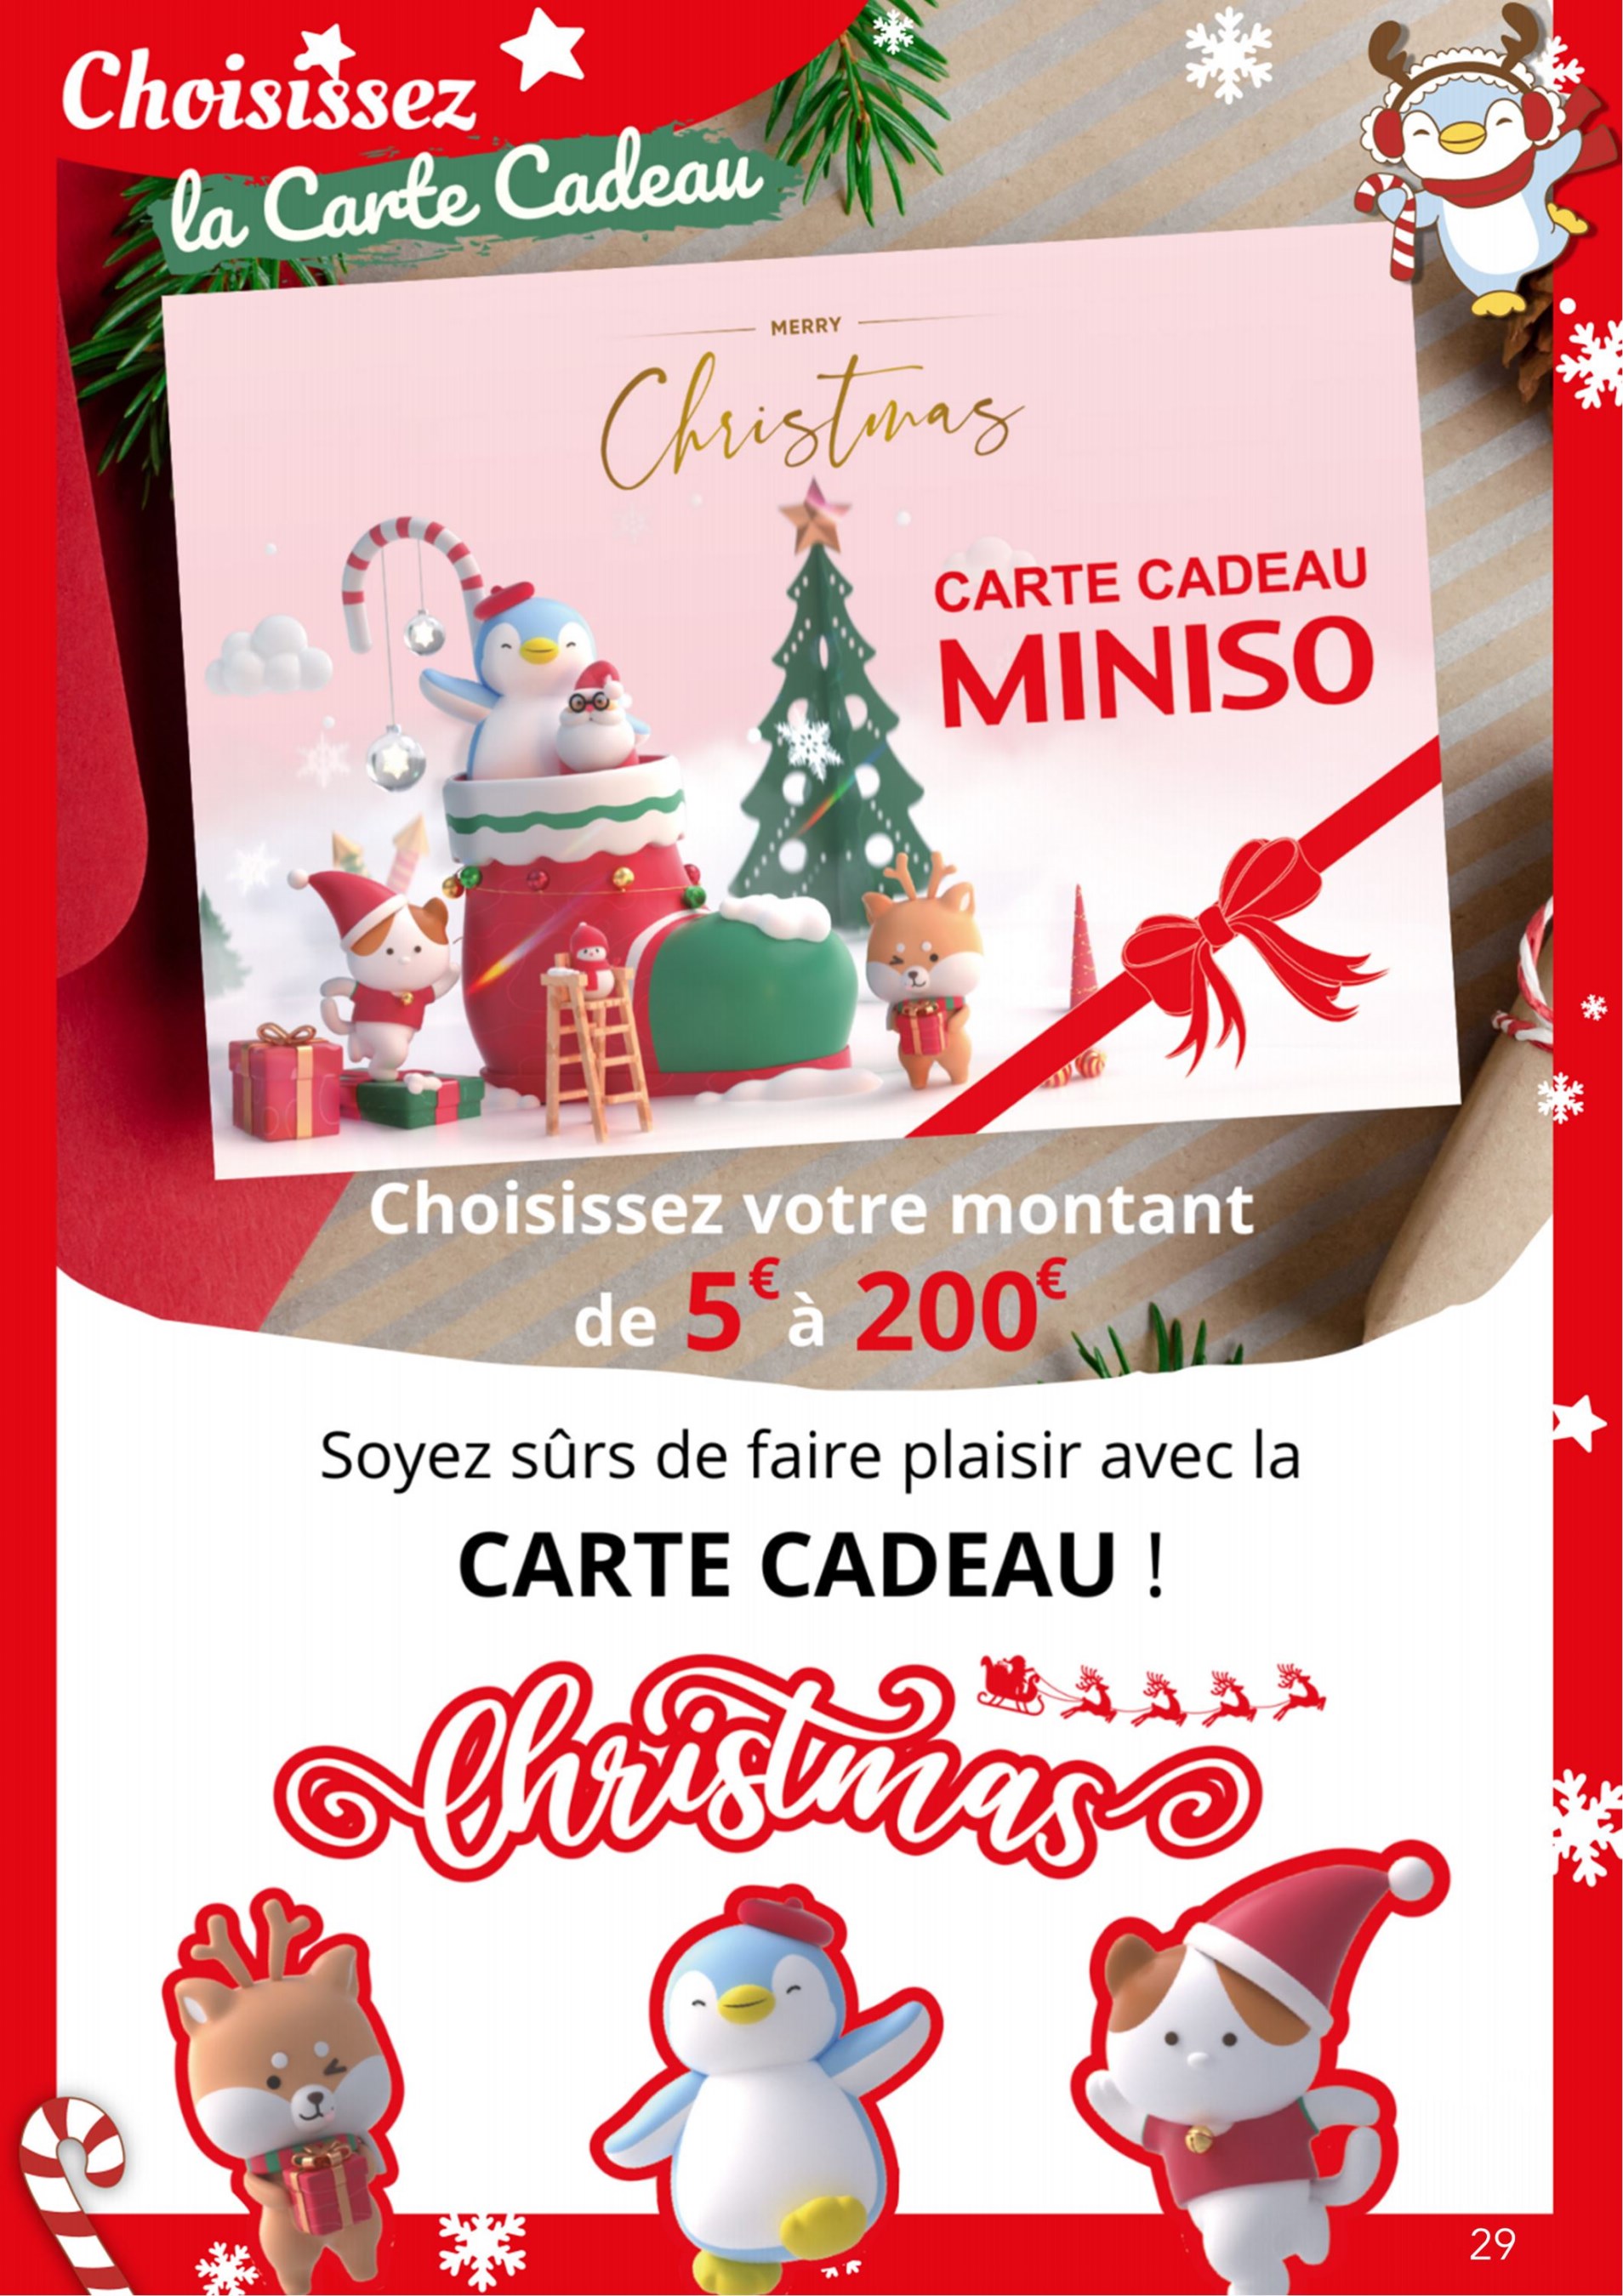 Choisissez
la Carte Cadeau
MERRY
Christmas
CARTE CADEAU
MINISO
Choisissez votre montant
de 5€ à 200€
Soyez sûrs de faire plaisir avec la
CARTE CADEAU !
Christmas
29